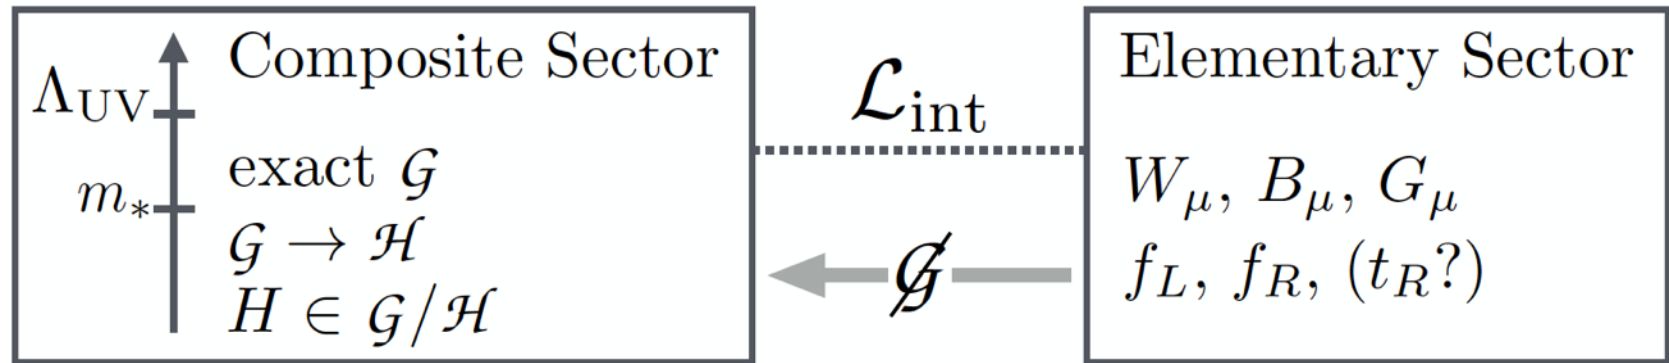 Composite Sector
Λ_UV
exact 𝒢
m_*
𝒢 → ℋ
H ∈ 𝒢/ℋ
ℒ_int
𝒢̸
Elementary Sector
W_μ, B_μ, G_μ
f_L, f_R, (t_R?)